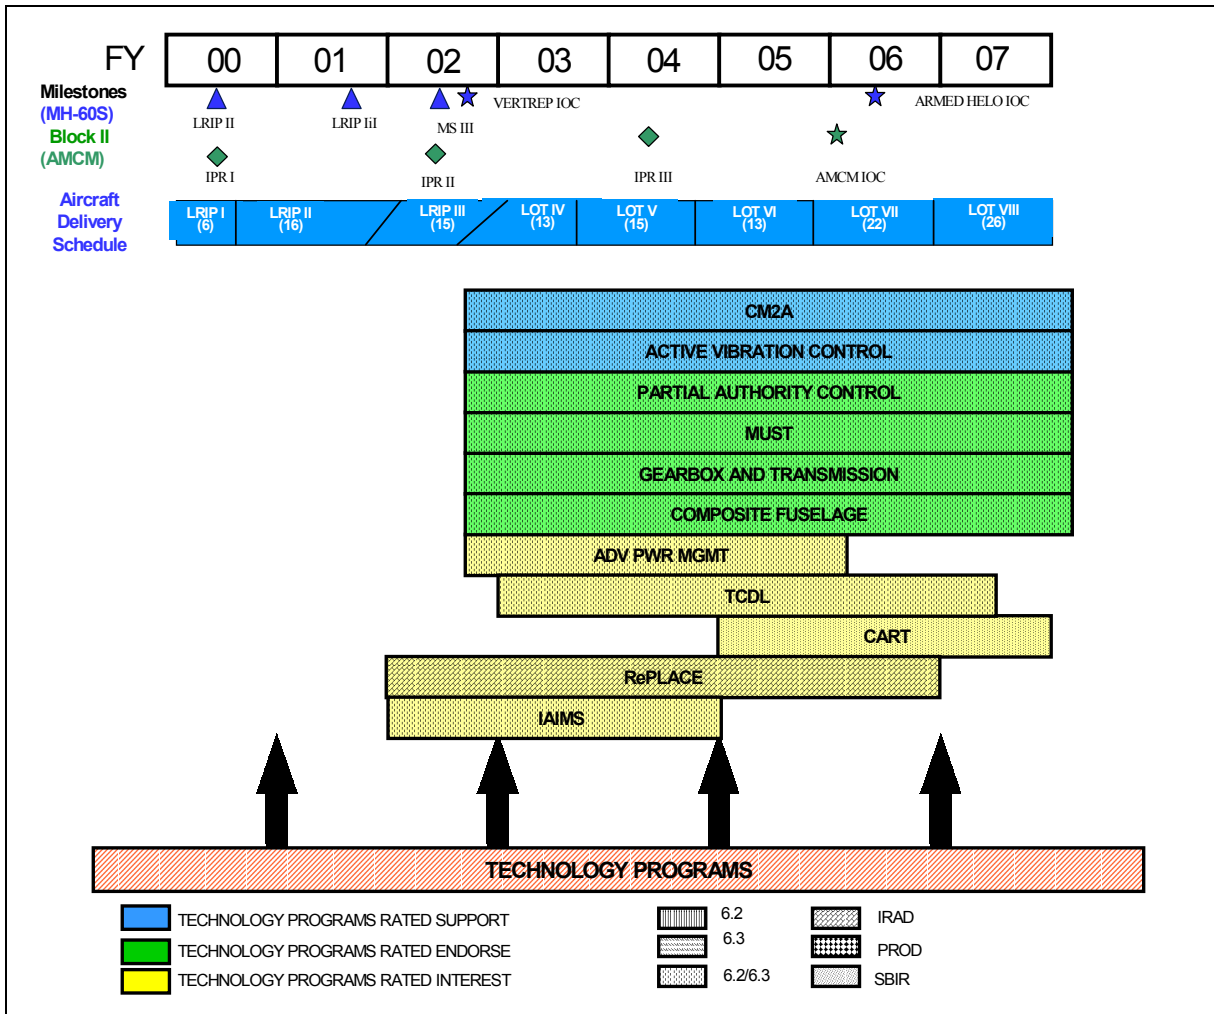 FY 00 01 02 03 04 05 06 07
Milestones
(MH-60S)
Block II
(AMCM)
LRIP II
LRIP IiI
MS III
VERTREP IOC
ARMED HELO IOC
IPR I
IPR II
IPR III
AMCM IOC
Aircraft
Delivery
Schedule
LRIP I
(6)
LRIP II
(16)
LRIP III
(15)
LOT IV
(13)
LOT V
(15)
LOT VI
(13)
LOT VII
(22)
LOT VIII
(26)
CM2A
ACTIVE VIBRATION CONTROL
PARTIAL AUTHORITY CONTROL
MUST
GEARBOX AND TRANSMISSION
COMPOSITE FUSELAGE
ADV PWR MGMT
TCDL
CART
RePLACE
IAIMS
TECHNOLOGY PROGRAMS
TECHNOLOGY PROGRAMS RATED SUPPORT
TECHNOLOGY PROGRAMS RATED ENDORSE
TECHNOLOGY PROGRAMS RATED INTEREST
6.2
6.3
6.2/6.3
IRAD
PROD
SBIR